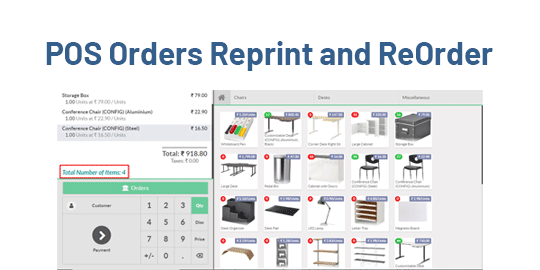 POS Orders Reprint and ReOrder
Storage Box ₹ 79.00
1.00 Units at ₹ 79.00 / Units
Conference Chair (CONFIG) (Aluminium) ₹ 22.90
1.00 Units at ₹ 22.90 / Units
Conference Chair (CONFIG) (Steel) ₹ 16.50
1.00 Units at ₹ 16.50 / Units
Total: ₹ 918.80
Taxes: ₹ 0.00
Total Number of Items: 4
Orders
Customer
1 2 3 Qty
4 5 6 Disc
7 8 9 Price
+/- 0 .
Payment
Chairs Desks Miscellaneous
Whiteboard Pen
Customizable Desk (CONFIG) (Aluminium, Black)
Corner Desk Right Sit
Large Cabinet
Storage Box
Large Desk
Pedal Bin
Cabinet with Doors
Conference Chair (CONFIG) (Steel)
Conference Chair (CONFIG) (Aluminium)
Desk Organizer
Desk Pad
LED Lamp
Letter Tray
Magnetic Board
Customizable Desk